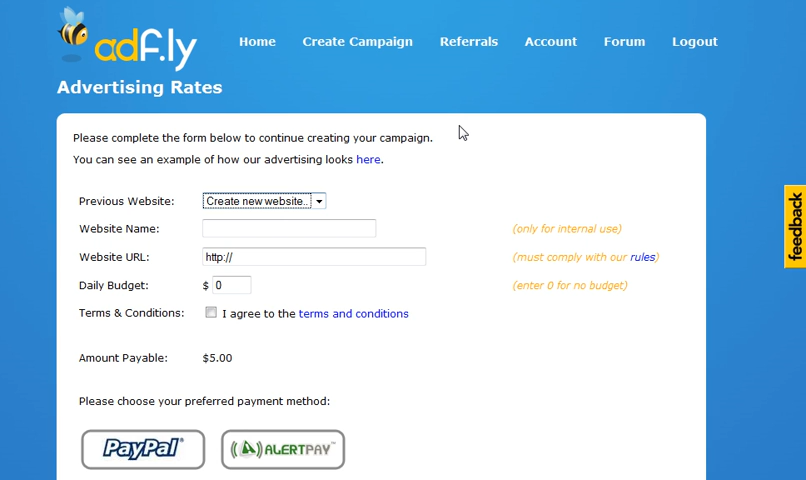 adf.ly
Home Create Campaign Referrals Account Forum Logout
Advertising Rates
Please complete the form below to continue creating your campaign.
You can see an example of how our advertising looks here.
Previous Website: Create new website..
Website Name: (only for internal use)
Website URL: http:// (must comply with our rules)
Daily Budget: $ 0 (enter 0 for no budget)
Terms & Conditions: I agree to the terms and conditions
Amount Payable: $5.00
Please choose your preferred payment method:
PayPal ALERTPAY
feedback